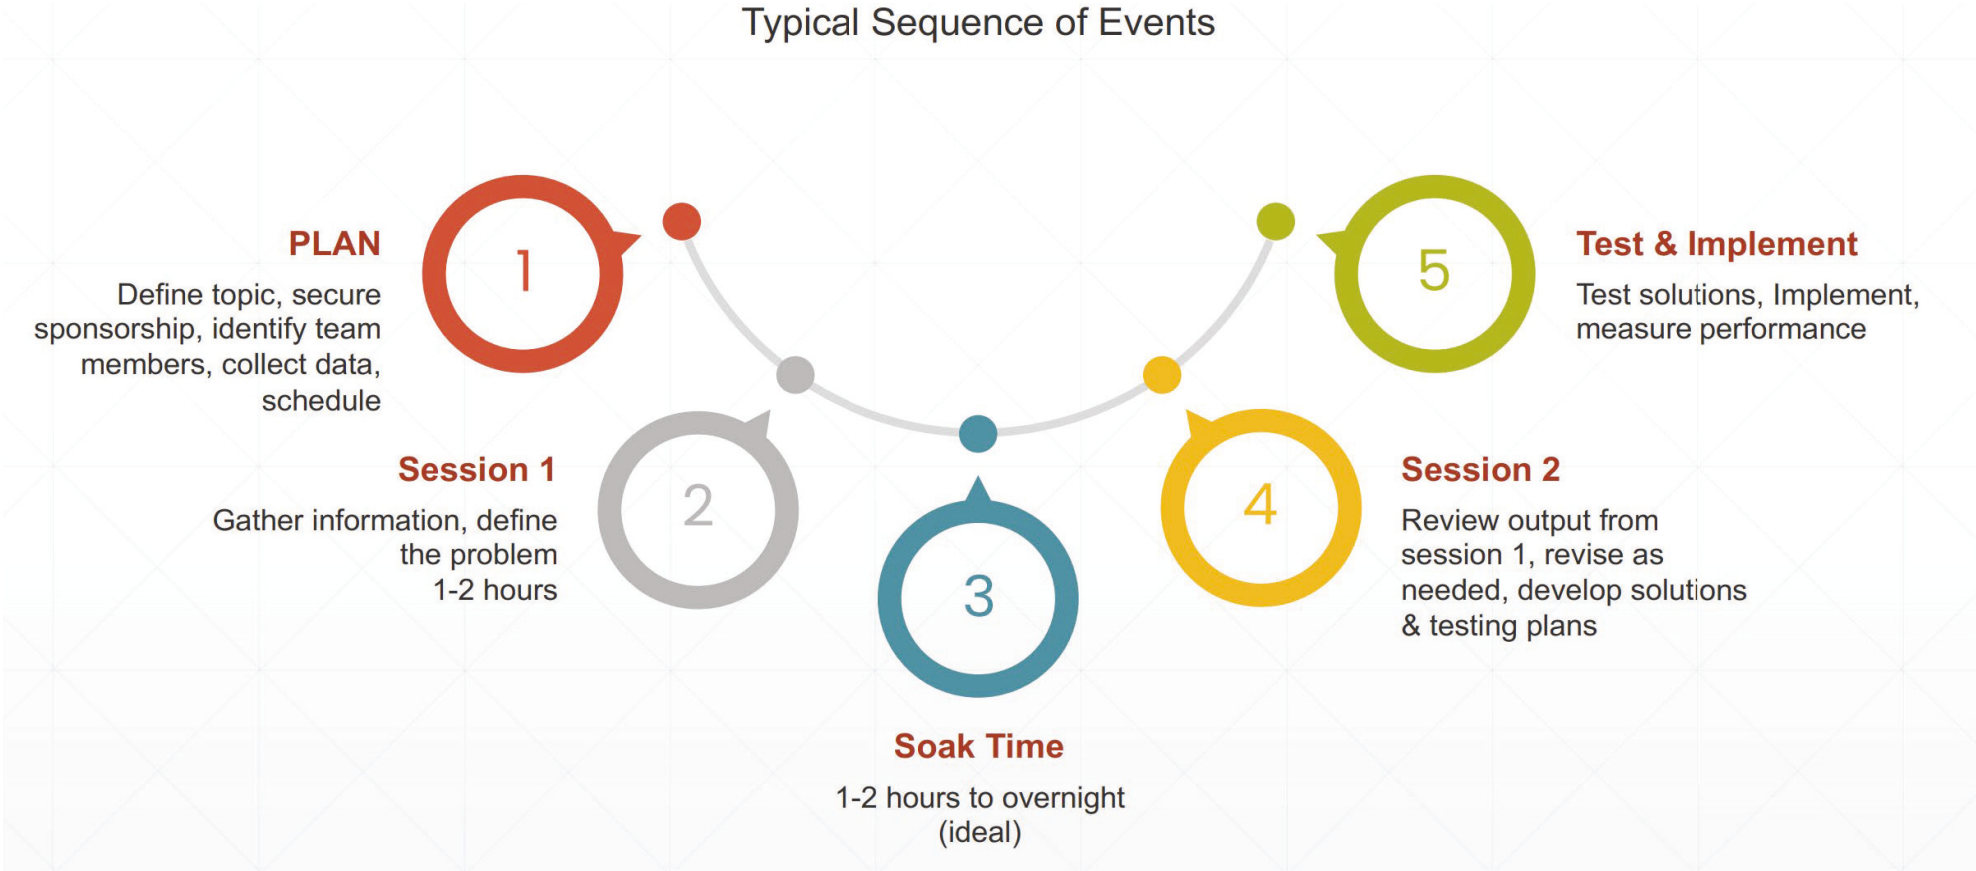 Typical Sequence of Events
1
PLAN
Define topic, secure
sponsorship, identify team
members, collect data,
schedule
2
Session 1
Gather information, define
the problem
1-2 hours
3
Soak Time
1-2 hours to overnight
(ideal)
4
Session 2
Review output from
session 1, revise as
needed, develop solutions
& testing plans
5
Test & Implement
Test solutions, Implement,
measure performance